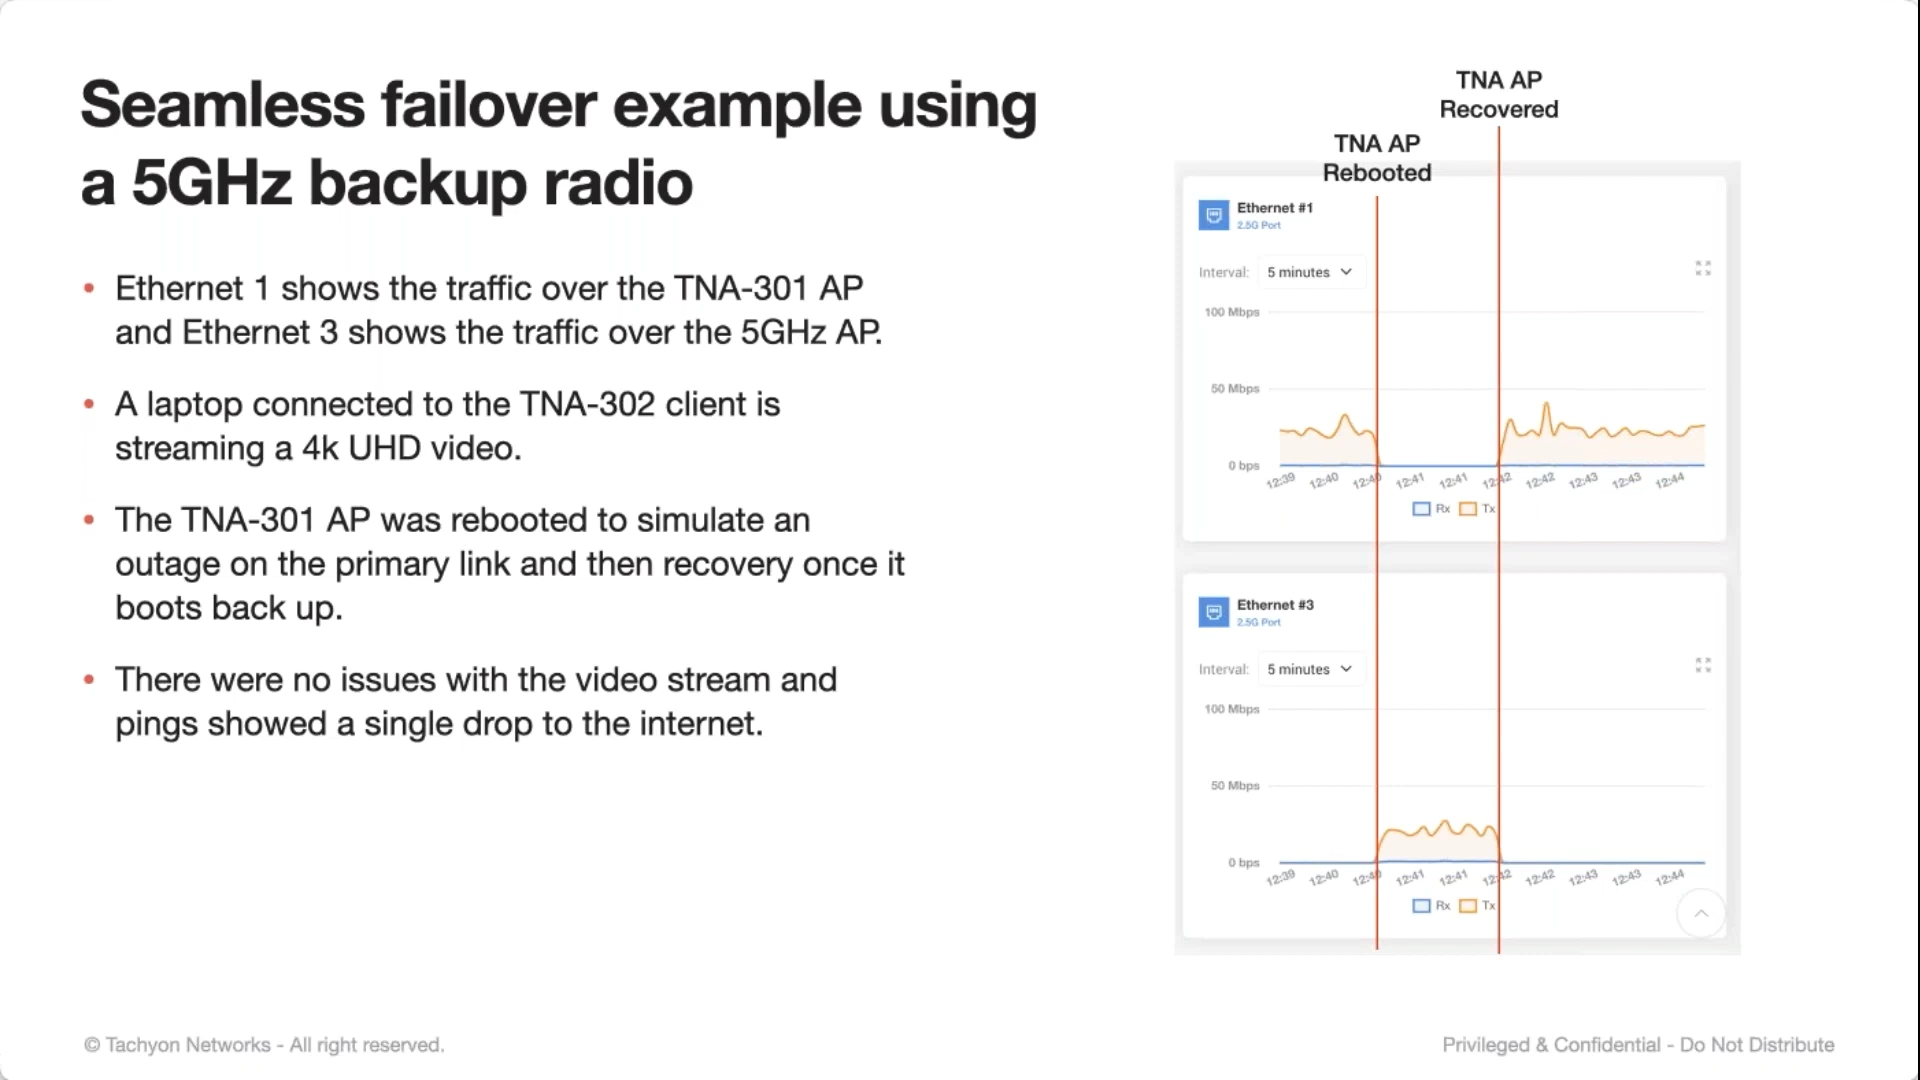 Seamless failover example using
a 5GHz backup radio
• Ethernet 1 shows the traffic over the TNA-301 AP
and Ethernet 3 shows the traffic over the 5GHz AP.
• A laptop connected to the TNA-302 client is
streaming a 4k UHD video.
• The TNA-301 AP was rebooted to simulate an
outage on the primary link and then recovery once it
boots back up.
• There were no issues with the video stream and
pings showed a single drop to the internet.
TNA AP
Recovered
TNA AP
Rebooted
Ethernet #1
2.5G Port
Interval: 5 minutes
100 Mbps
50 Mbps
0 bps
12:39 12:40 12:40 12:41 12:41 12:42 12:42 12:43 12:43 12:44
Rx Tx
Ethernet #3
2.5G Port
Interval: 5 minutes
100 Mbps
50 Mbps
0 bps
12:39 12:40 12:40 12:41 12:41 12:42 12:42 12:43 12:43 12:44
Rx Tx
© Tachyon Networks - All right reserved.
Privileged & Confidential - Do Not Distribute